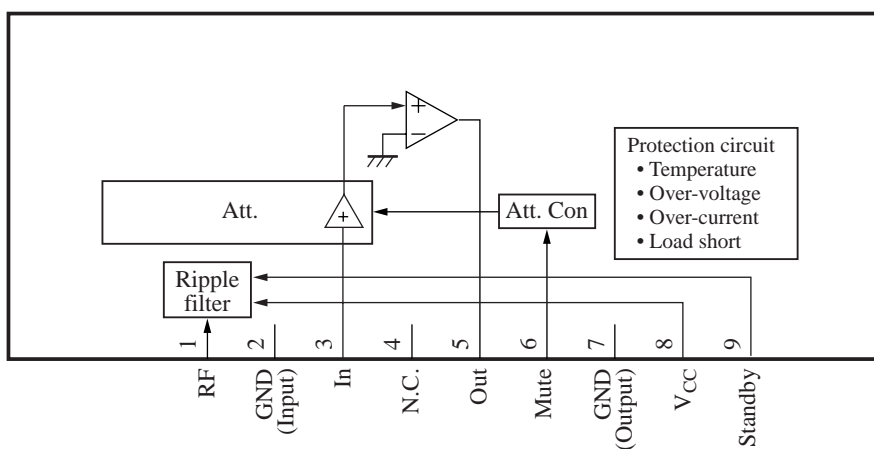 +
−
Protection circuit
• Temperature
• Over-voltage
• Over-current
• Load short
Att.
+
Att. Con
Ripple
filter
1
2
3
4
5
6
7
8
9
RF
GND
(Input)
In
N.C.
Out
Mute
GND
(Output)
VCC
Standby